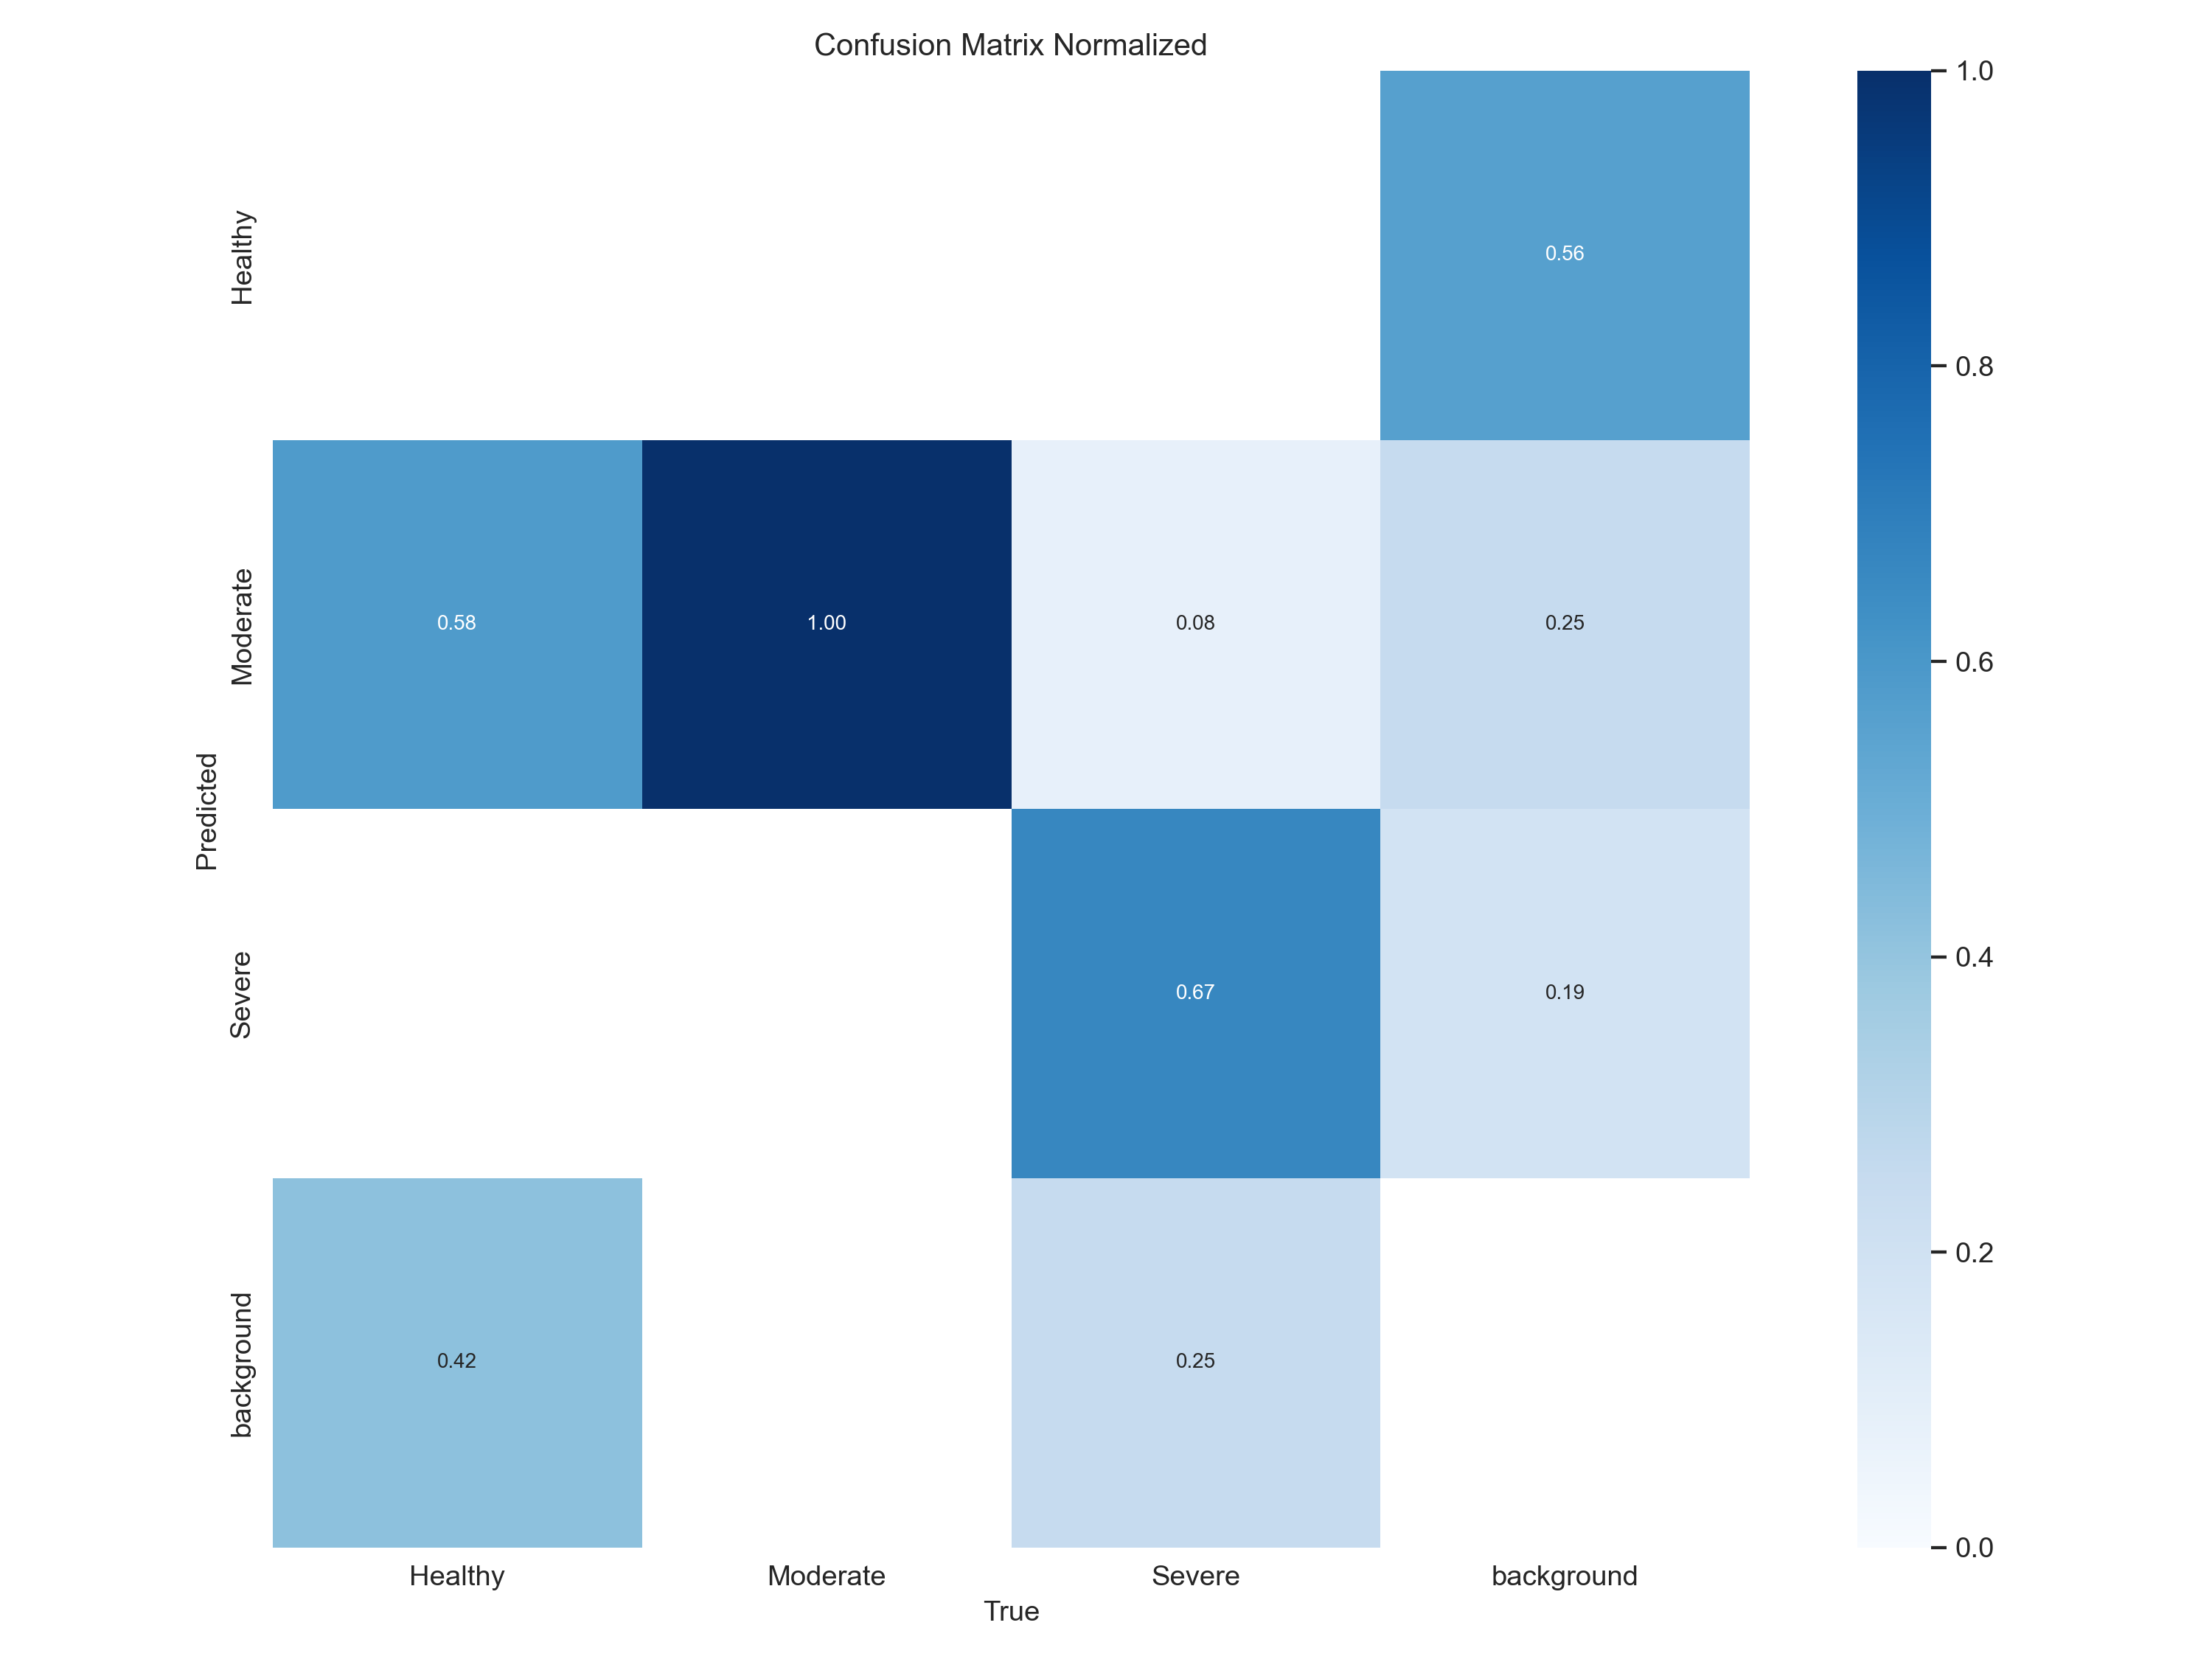 Confusion Matrix Normalized
Healthy
0.56
Moderate
0.58
1.00
0.08
0.25
Predicted
Severe
0.67
0.19
background
0.42
0.25
Healthy
Moderate
Severe
background
True
1.0
0.8
0.6
0.4
0.2
0.0